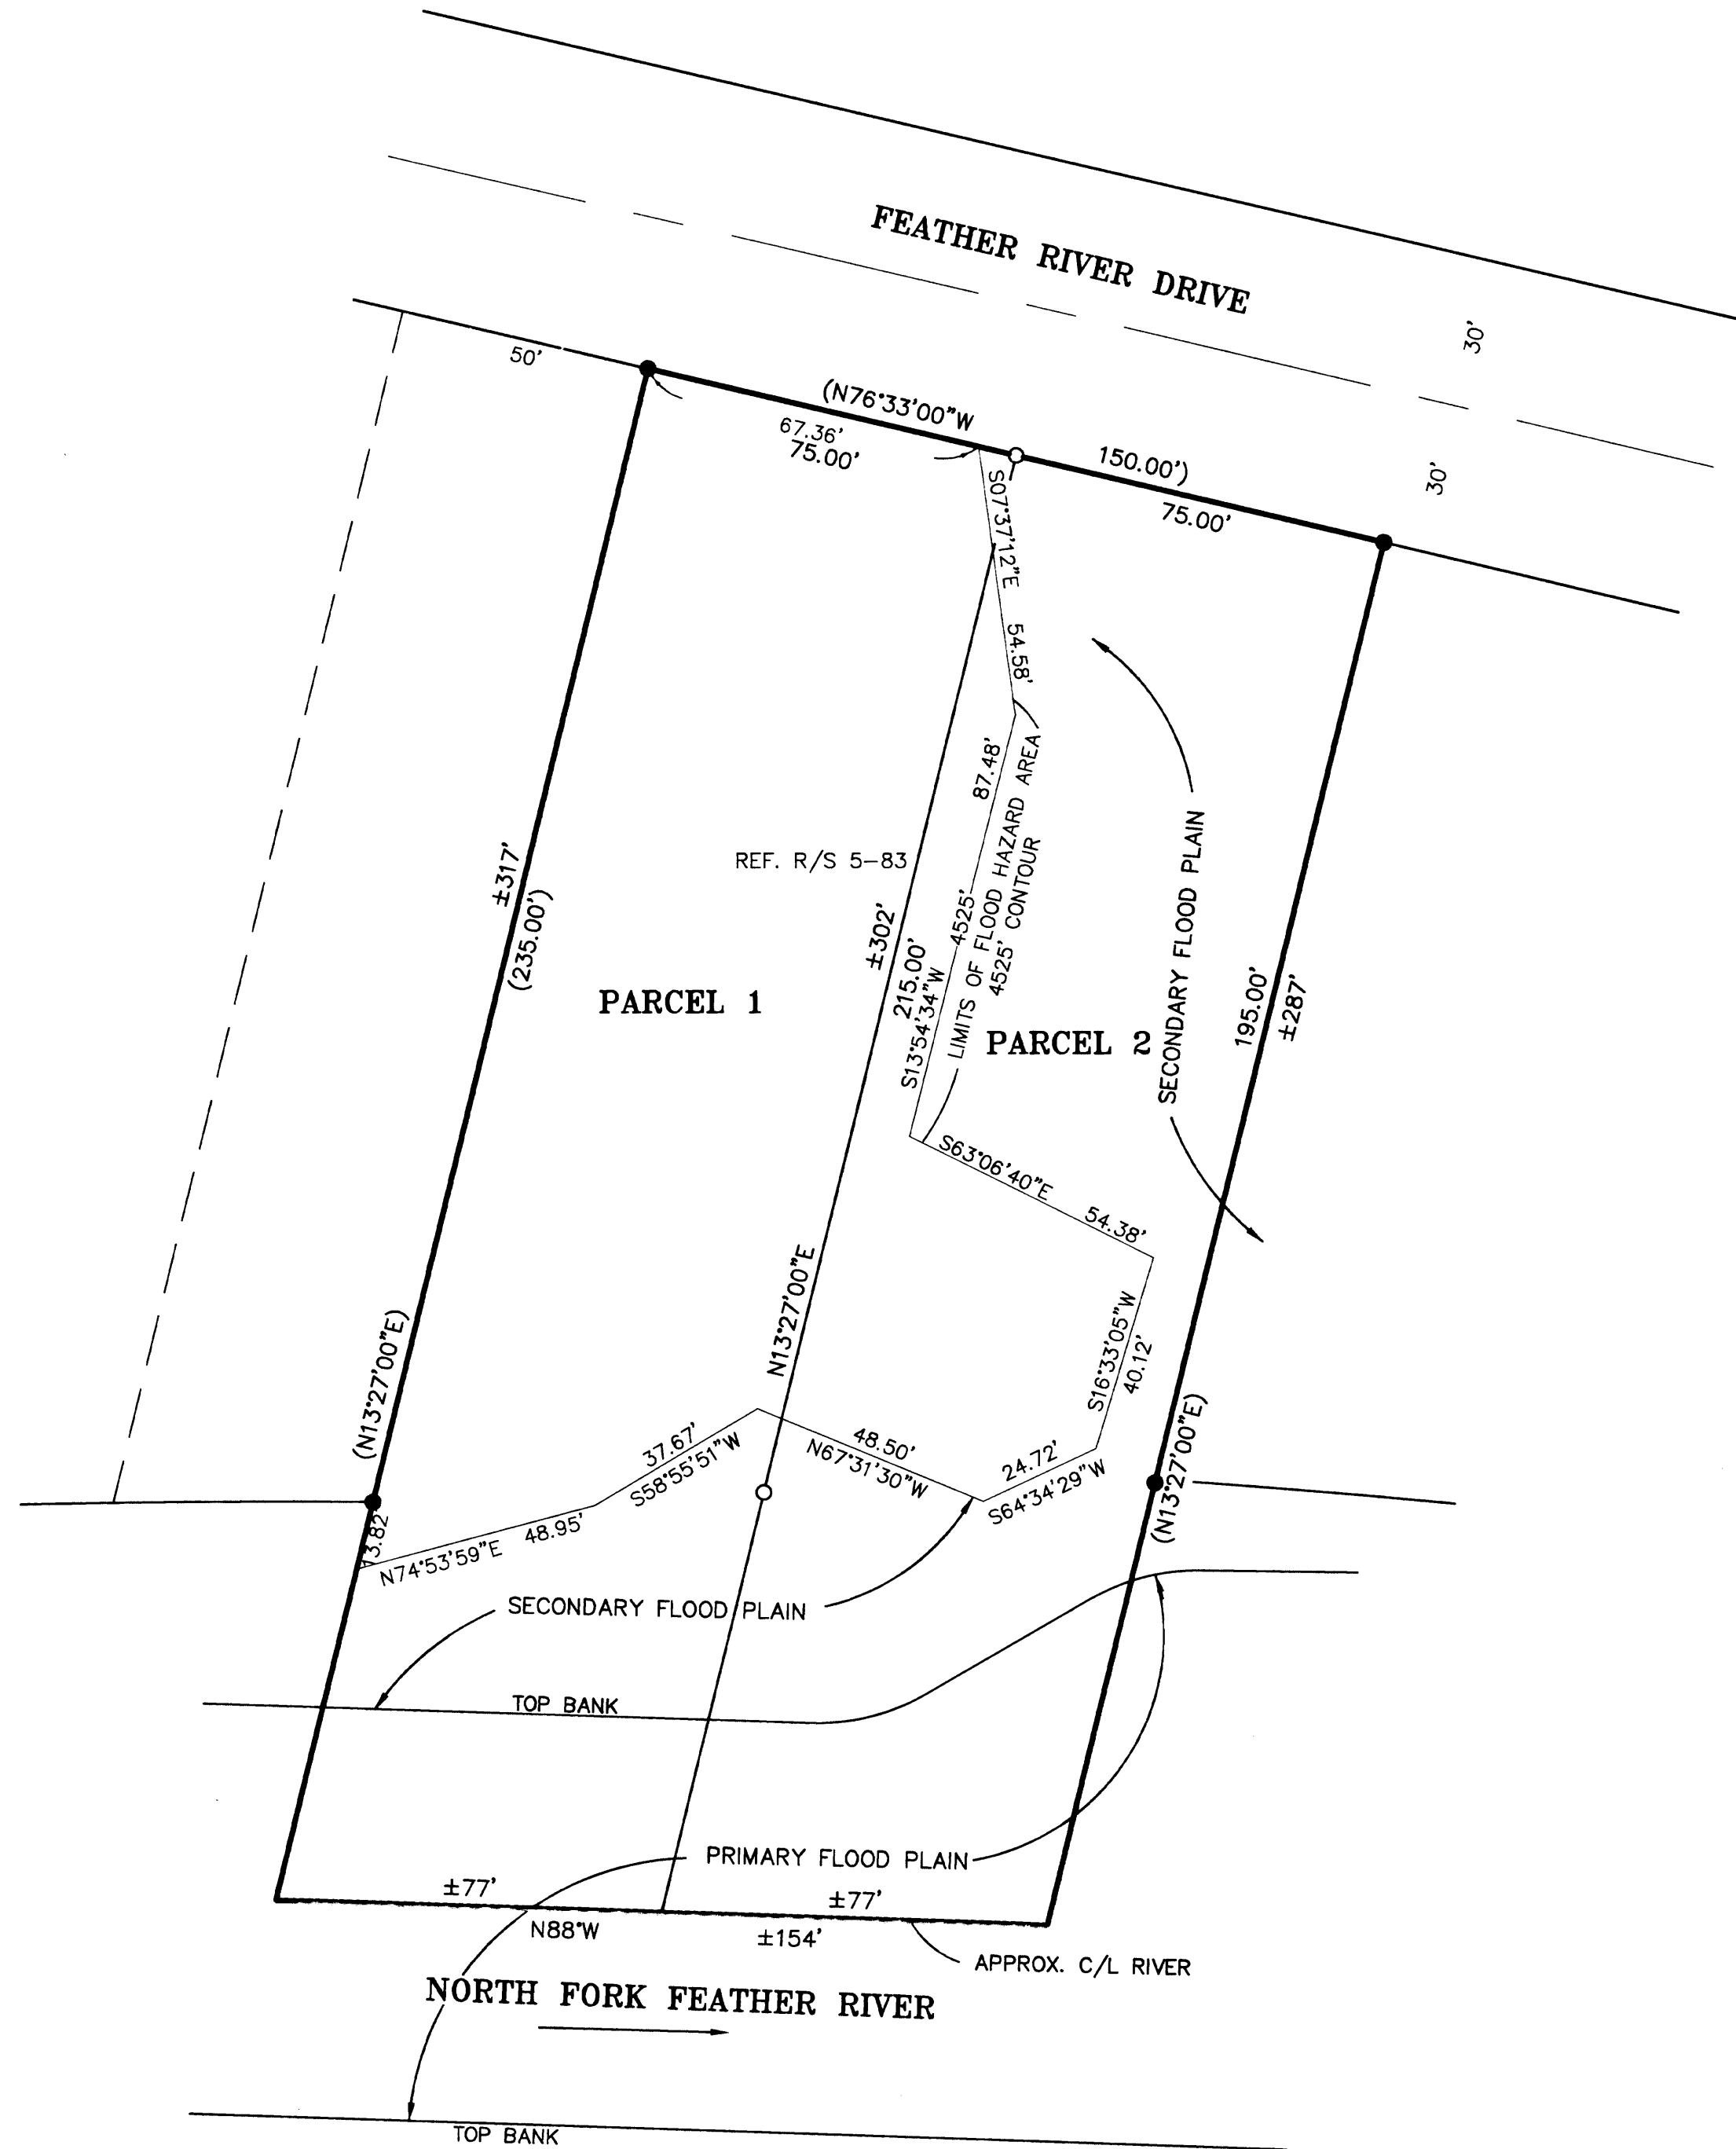 FEATHER RIVER DRIVE
30'
30'
50'
(N76°33'00"W
150.00')
67.36'
75.00'
75.00'
S07°37'12"E
54.58'
87.48'
4525'
S13°54'34"W
LIMITS OF FLOOD HAZARD AREA
4525' CONTOUR
SECONDARY FLOOD PLAIN
REF. R/S 5-83
±317'
(235.00')
±302'
215.00'
195.00'
±287'
PARCEL 1
PARCEL 2
S63°06'40"E
54.38'
(N13°27'00"E)
N13°27'00"E
S16°33'05"W
40.12'
(N13°27'00"E)
37.67'
S58°55'51"W
48.50'
N67°31'30"W
24.72'
S64°34'29"W
13.82'
N74°53'59"E
48.95'
SECONDARY FLOOD PLAIN
TOP BANK
PRIMARY FLOOD PLAIN
±77'
±77'
N88°W
±154'
APPROX. C/L RIVER
NORTH FORK FEATHER RIVER
TOP BANK